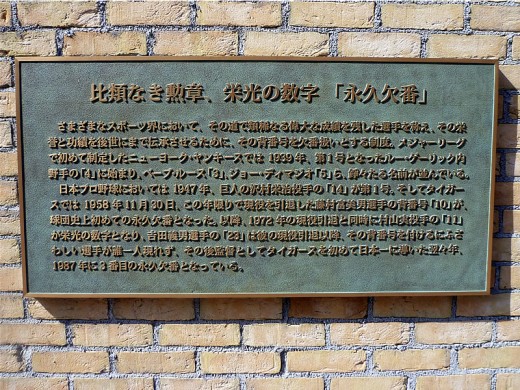 比類なき勲章、栄光の数字 「永久欠番」
さまざまなスポーツ界において、その道で顕著なる偉大な成績を残した選手を称え、その栄
誉と功績を後世にまで伝承させるために、その背番号を欠番扱いとする制度。メジャーリーグ
で初めて制定したニューヨーク・ヤンキースでは1939年、第1号となったルー・ゲーリック内
野手の「4」に始まり、ベーブ・ルース「3」、ジョー・ディマジオ「5」ら、錚々たる名前が並んでいる。
日本プロ野球においては1947年、巨人の沢村栄治投手の「14」が第1号。そしてタイガー
スでは1958年11月30日、この年限りで現役を引退した藤村富美男選手の背番号「10」が、
球団史上初めての永久欠番となった。以降、1972年の現役引退と同時に村山実投手の「11」
が栄光の数字となり、吉田義男選手の「23」は彼の現役引退以降、その背番号を付けるにふさ
わしい選手が誰一人現れず、その後監督としてタイガースを初めて日本一に導いた翌々年、
1987年に3番目の永久欠番となっている。